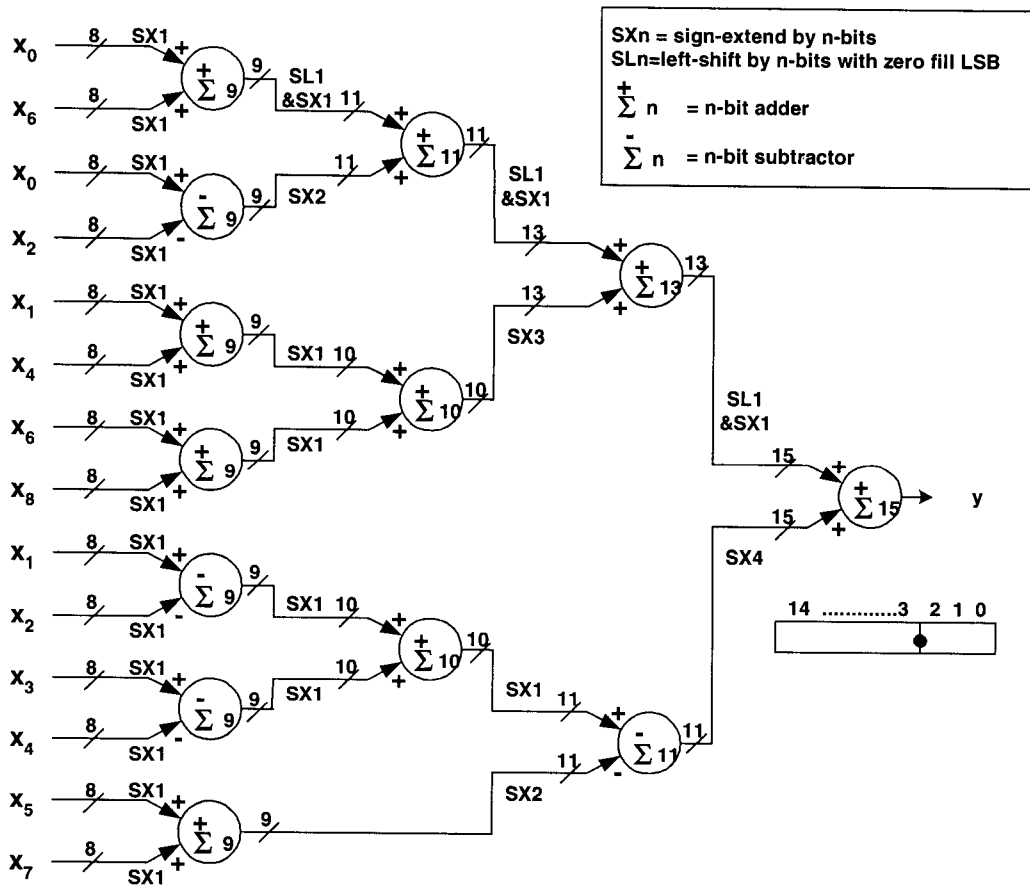 SXn = sign-extend by n-bits
SLn=left-shift by n-bits with zero fill LSB
+
Σ n = n-bit adder
-
Σ n = n-bit subtractor
X0 8 SX1 +
+
Σ 9 9 SL1
&SX1 11 +
X6 8 SX1 +
+
Σ 11 11 SL1
&SX1 13 +
X0 8 SX1 +
-
Σ 9 9 SX2 11 +
X2 8 SX1 -
+
Σ 13 13 SL1
&SX1 15 +
X1 8 SX1 +
+
Σ 9 9 SX1 10 +
X4 8 SX1 +
+
Σ 10 10 SX3 13 +
X6 8 SX1 +
+
Σ 9 9 SX1 10 +
X8 8 SX1 +
+
Σ 15 y
X1 8 SX1 +
-
Σ 9 9 SX1 10 +
X2 8 SX1 -
+
Σ 10 10 SX1 11 +
X3 8 SX1 +
-
Σ 9 9 SX1 10 +
X4 8 SX1 -
-
Σ 11 11 SX4 15 +
X5 8 SX1 +
+
Σ 9 9 SX2 11 -
X7 8 SX1 +
14 ............. 3 2 1 0